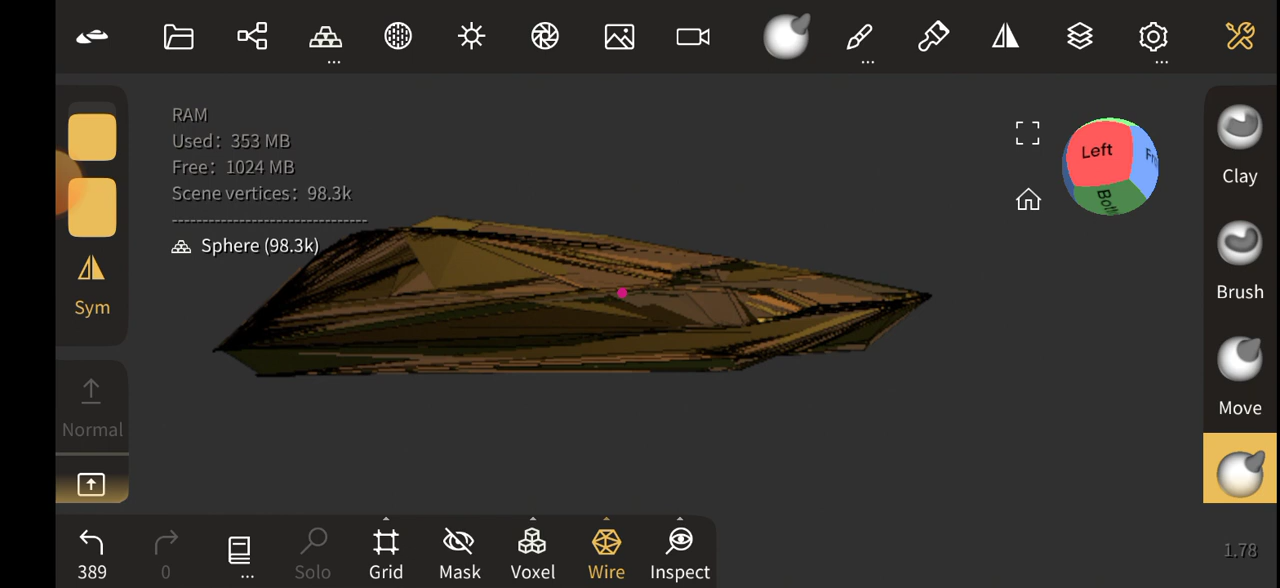 RAM
Used: 353 MB
Free: 1024 MB
Scene vertices: 98.3k
-------------------------------
Sphere (98.3k)
Left
Bott
Sym
Normal
Clay
Brush
Move
389
0
...
Solo
Grid
Mask
Voxel
Wire
Inspect
1.78